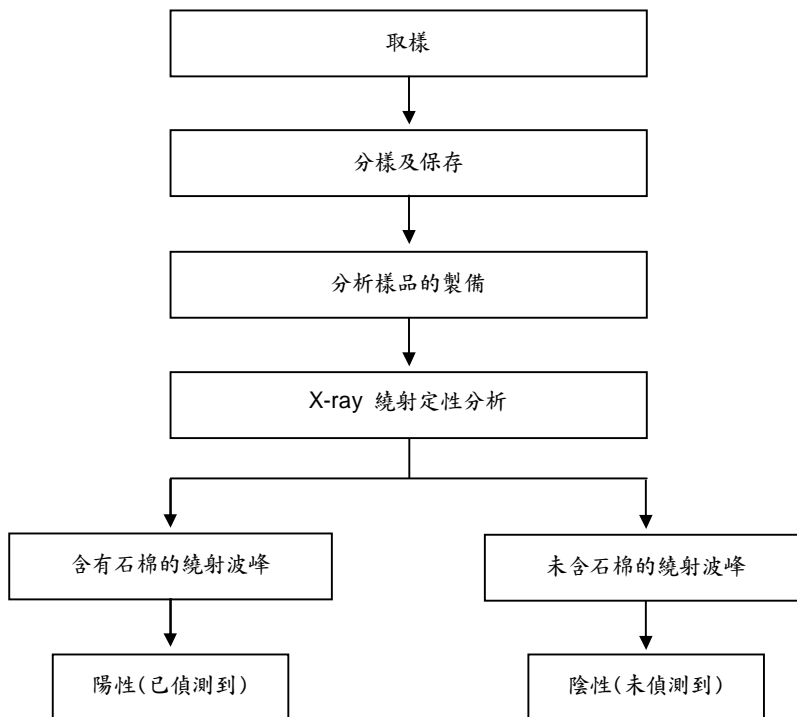 取樣
分樣及保存
分析樣品的製備
X-ray 繞射定性分析
含有石棉的繞射波峰
未含石棉的繞射波峰
陽性(已偵測到)
陰性(未偵測到)